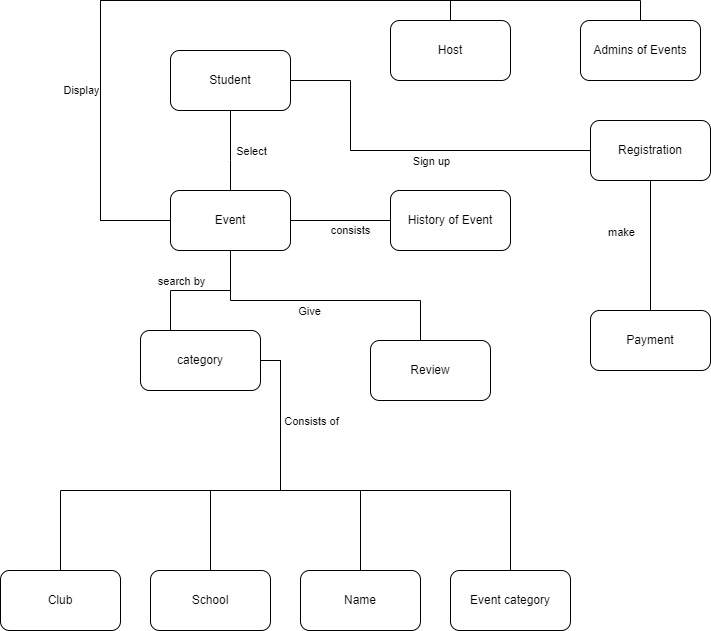 Host
Admins of Events
Student
Display
Registration
Select
Sign up
Event
History of Event
consists
make
search by
Give
category
Review
Payment
Consists of
Club
School
Name
Event category